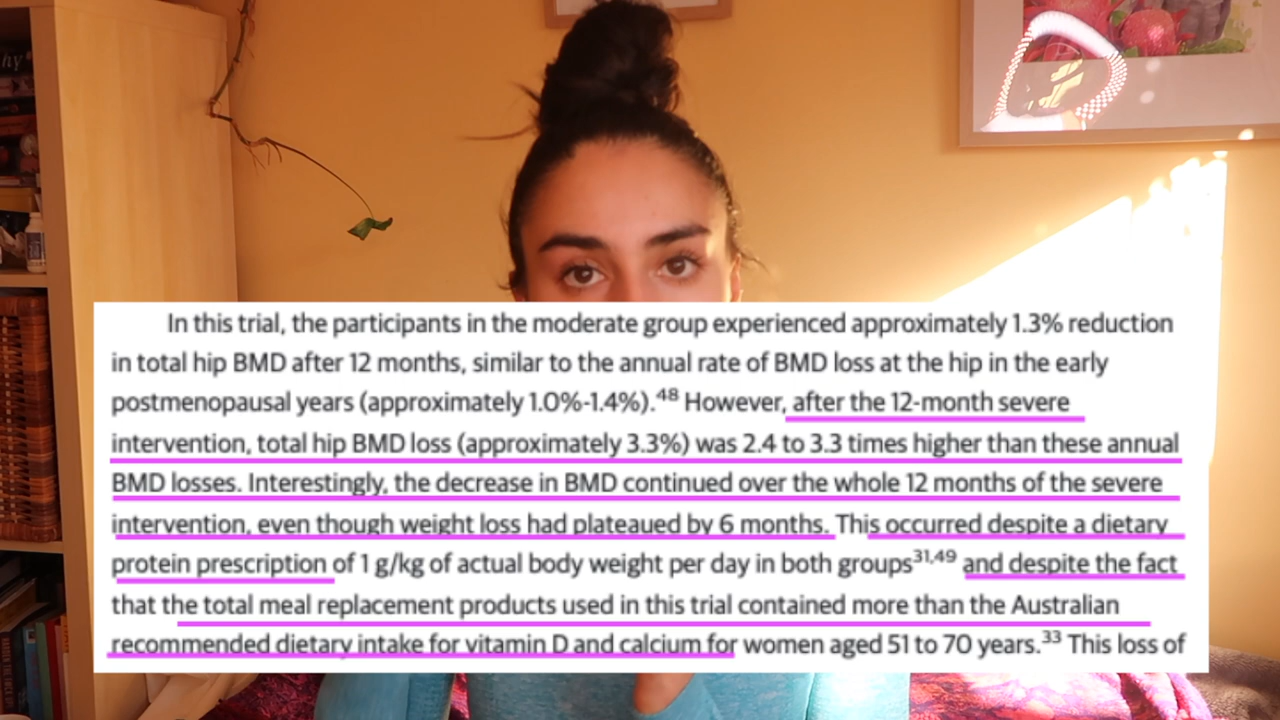 In this trial, the participants in the moderate group experienced approximately 1.3% reduction
in total hip BMD after 12 months, similar to the annual rate of BMD loss at the hip in the early
postmenopausal years (approximately 1.0%-1.4%).48 However, after the 12-month severe
intervention, total hip BMD loss (approximately 3.3%) was 2.4 to 3.3 times higher than these annual
BMD losses. Interestingly, the decrease in BMD continued over the whole 12 months of the severe
intervention, even though weight loss had plateaued by 6 months. This occurred despite a dietary
protein prescription of 1 g/kg of actual body weight per day in both groups31,49 and despite the fact
that the total meal replacement products used in this trial contained more than the Australian
recommended dietary intake for vitamin D and calcium for women aged 51 to 70 years.33 This loss of